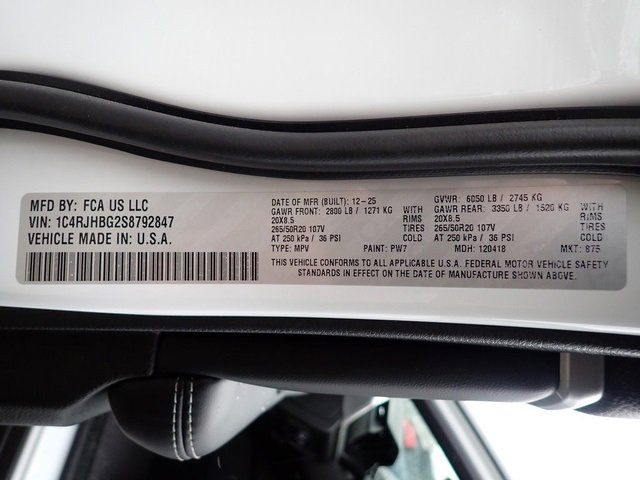 MFD BY: FCA US LLC
VIN: 1C4RJHBG2S8792847
VEHICLE MADE IN: U.S.A.
DATE OF MFR (BUILT): 12-25
GAWR FRONT: 2800 LB / 1271 KG WITH
20X8.5 RIMS
265/50R20 107V TIRES
AT 250 kPa / 36 PSI COLD
TYPE: MPV PAINT: PW7
GVWR: 6050 LB / 2745 KG
GAWR REAR: 3350 LB / 1520 KG WITH
20X8.5 RIMS
265/50R20 107V TIRES
AT 250 kPa / 36 PSI COLD
MDH: 120418 MKT: 875
THIS VEHICLE CONFORMS TO ALL APPLICABLE U.S.A. FEDERAL MOTOR VEHICLE SAFETY
STANDARDS IN EFFECT ON THE DATE OF MANUFACTURE SHOWN ABOVE.